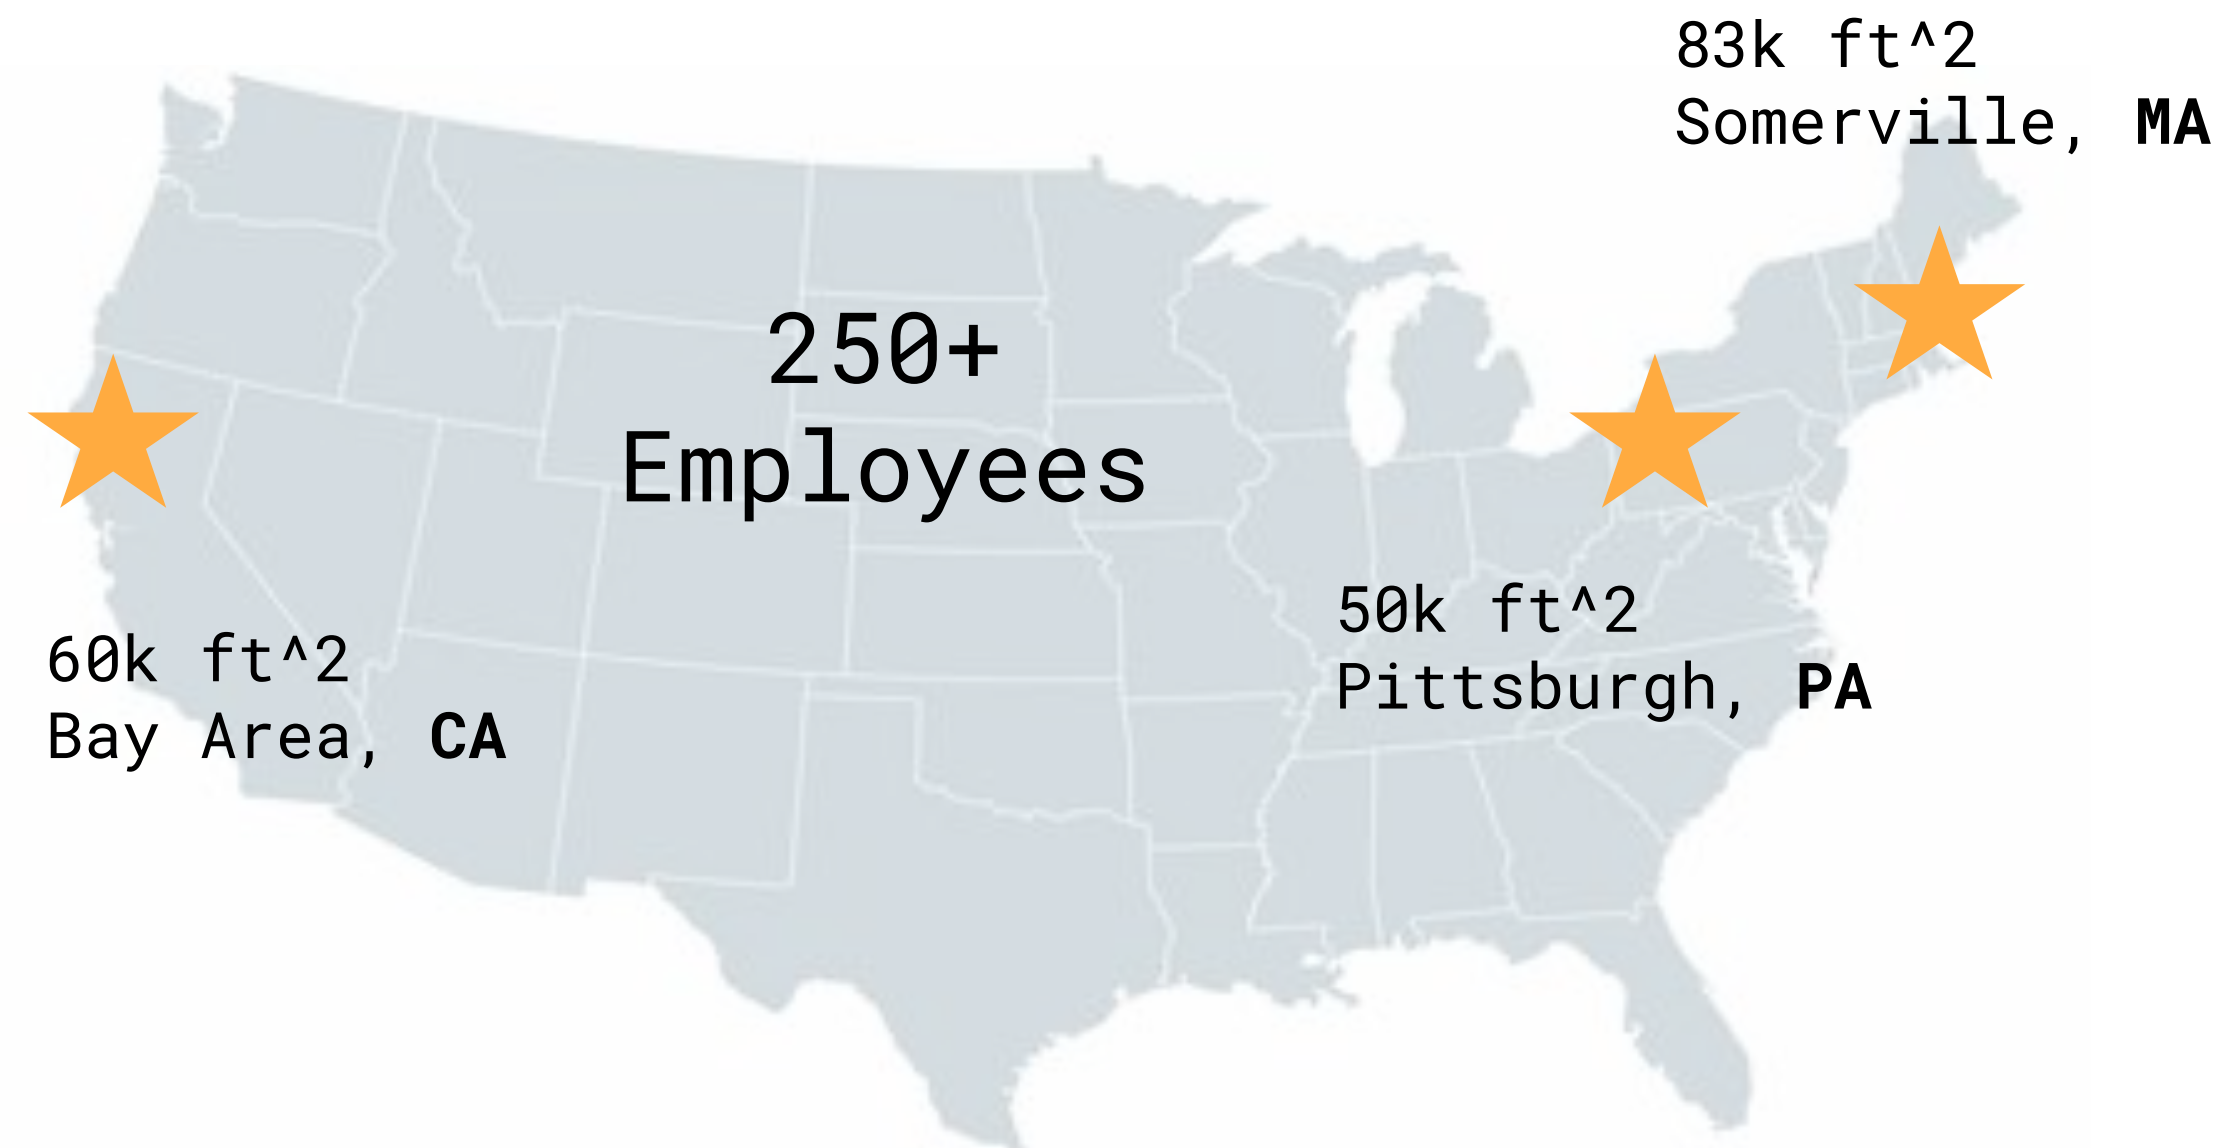 83k ft^2
Somerville, MA
250+
Employees
50k ft^2
Pittsburgh, PA
60k ft^2
Bay Area, CA